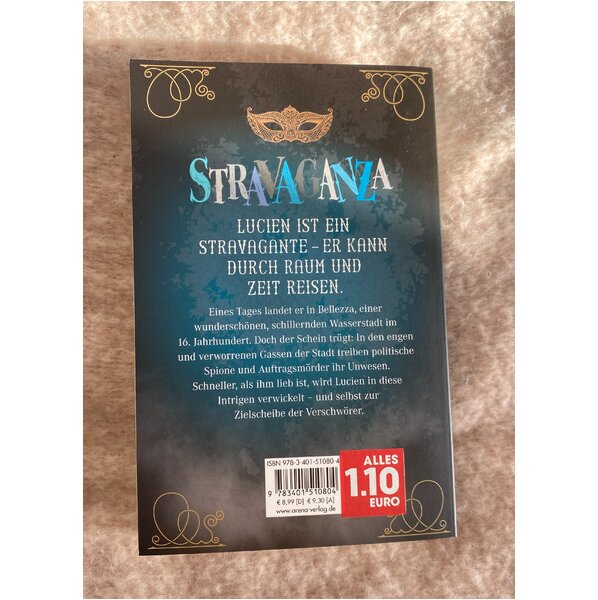 STRAVAGANZA
LUCIEN IST EIN
STRAVAGANTE – ER KANN
DURCH RAUM UND
ZEIT REISEN.
Eines Tages landet er in Bellezza, einer
wunderschönen, schillernden Wasserstadt im
16. Jahrhundert. Doch der Schein trügt: In den engen
und verworrenen Gassen der Stadt treiben politische
Spione und Auftragsmörder ihr Unwesen.
Schneller, als ihm lieb ist, wird Lucien in diese
Intrigen verwickelt – und selbst zur
Zielscheibe der Verschwörer.
ISBN 978-3-401-51080-4
9 783401 510804
€ 8,99 [D] € 9,30 [A]
www.arena-verlag.de
ALLES
1.10
EURO